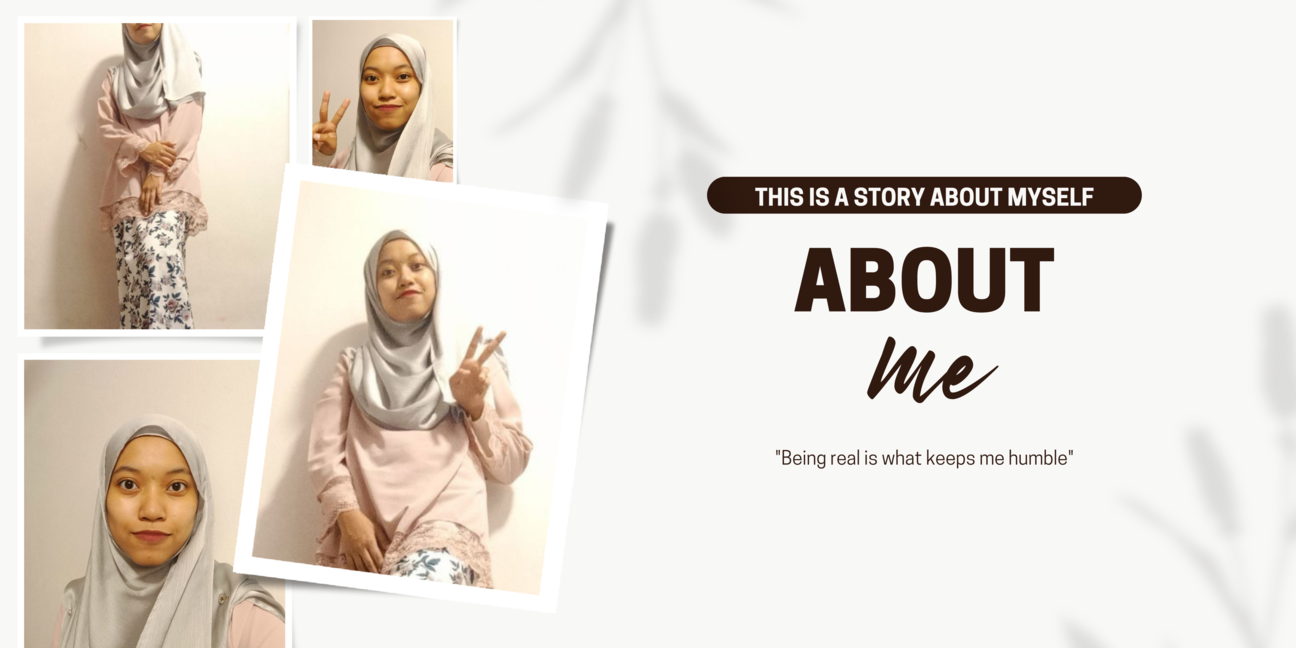 THIS IS A STORY ABOUT MYSELF
ABOUT
me
"Being real is what keeps me humble"